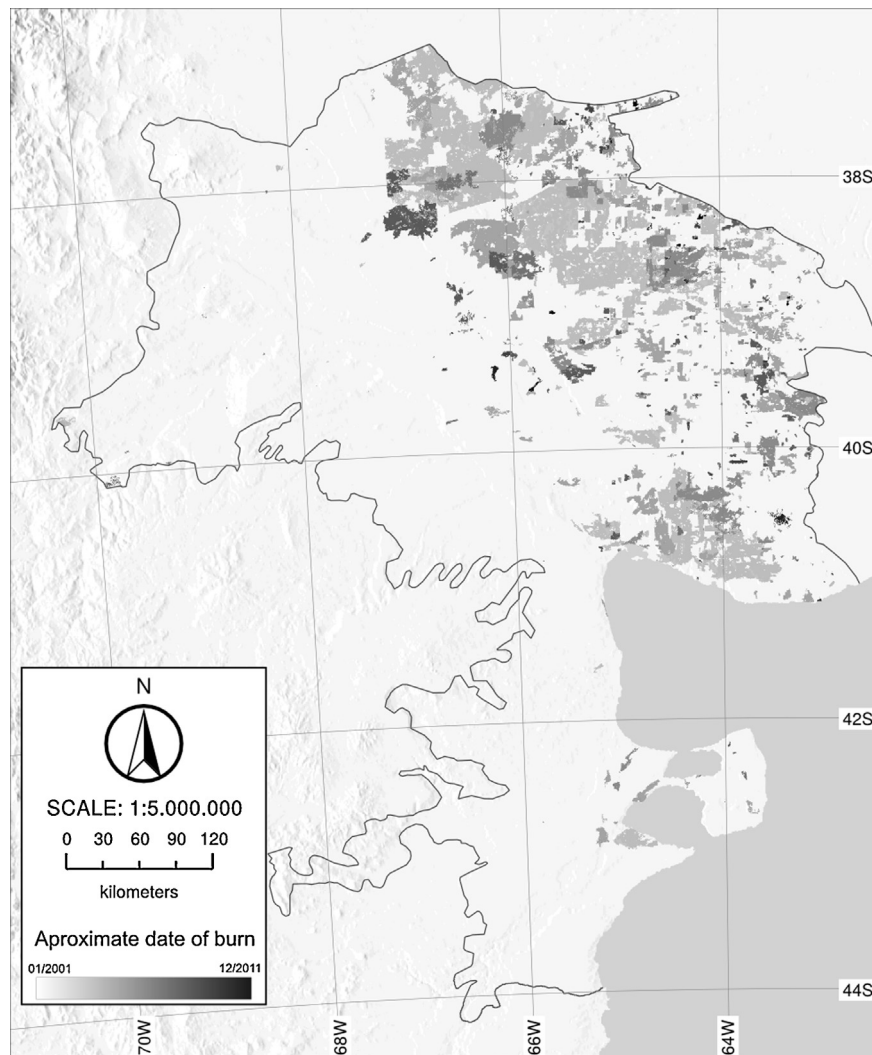 38S
40S
42S
N
SCALE: 1:5.000.000
0 30 60 90 120
kilometers
Aproximate date of burn
01/2001 12/2011
44S
70W
68W
66W
64W